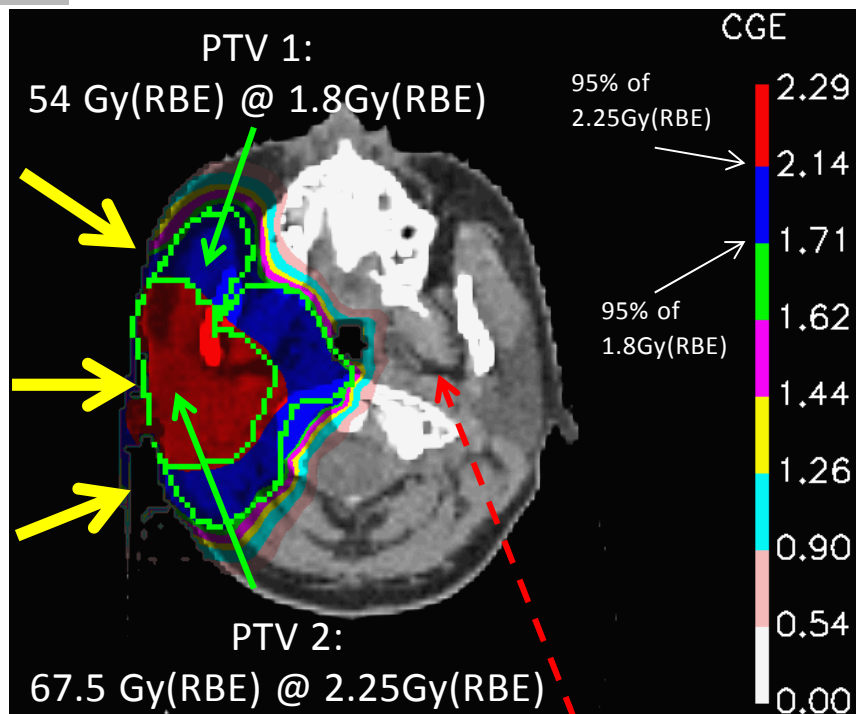 CGE
PTV 1:
54 Gy(RBE) @ 1.8Gy(RBE)
95% of
2.25Gy(RBE)
2.29
2.14
1.71
95% of
1.8Gy(RBE)
1.62
1.44
1.26
0.90
0.54
0.00
PTV 2:
67.5 Gy(RBE) @ 2.25Gy(RBE)